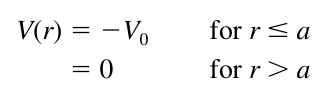 V(r) = −V₀ for r ≤ a
= 0 for r > a